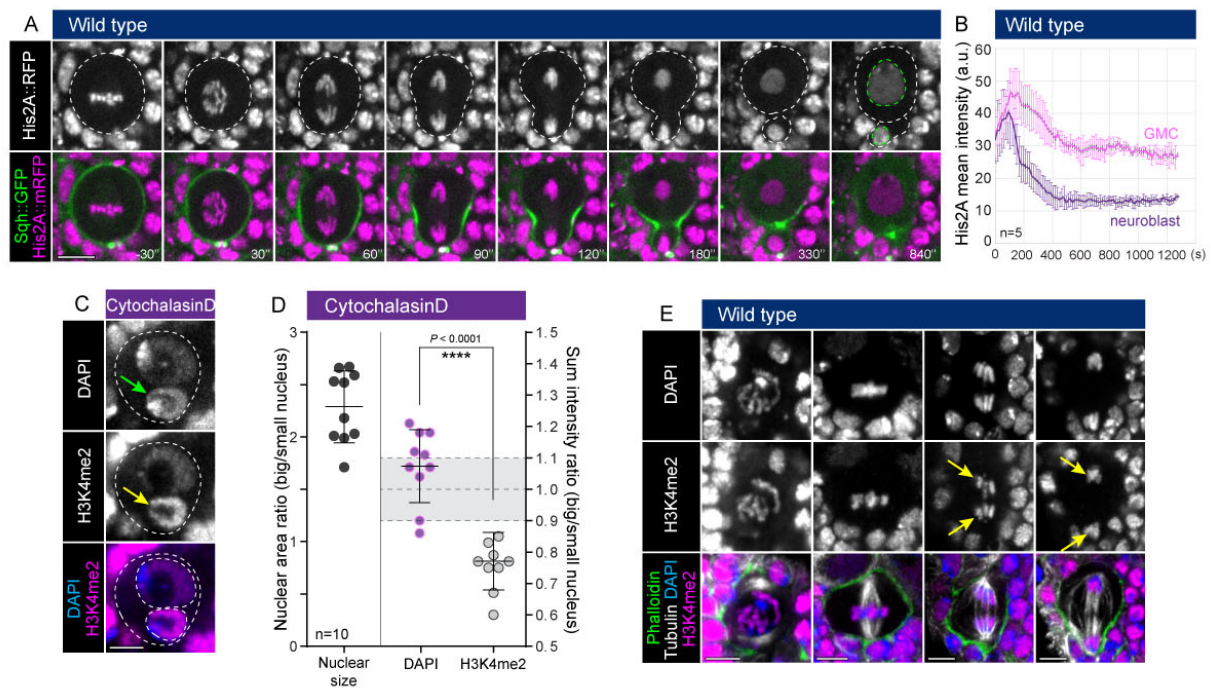 A
Wild type
His2A::RFP
Sqh::GFP
His2A::mRFP
-30''
30''
60''
90''
120''
180''
330''
840''
B
Wild type
His2A mean intensity (a.u.)
60
50
40
30
20
10
0
GMC
neuroblast
n=5
0 200 400 600 800 1000 1200 (s)
C
CytochalasinD
DAPI
H3K4me2
DAPI
H3K4me2
D
CytochalasinD
Nuclear area ratio (big/small nucleus)
3
2
1
0
P < 0.0001
****
n=10
Nuclear size
DAPI
H3K4me2
1.5
1.4
1.3
1.2
1.1
1.0
0.9
0.8
0.7
0.6
0.5
Sum intensity ratio (big/small nucleus)
E
Wild type
DAPI
H3K4me2
Phalloidin
Tubulin DAPI
H3K4me2